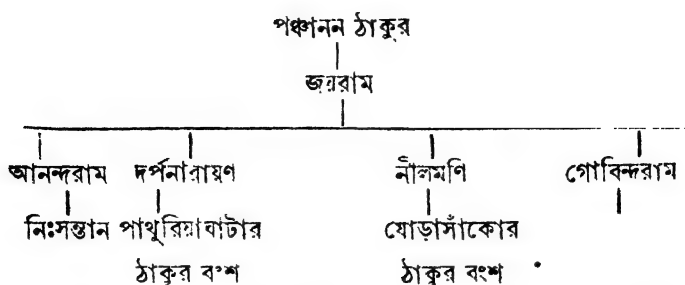 পঞ্চানন ঠাকুর
জয়রাম
আনন্দরাম দর্পনারায়ণ নীলমণি গোবিন্দরাম
নিঃসন্তান পাথুরিয়াঘাটার যোড়াসাঁকোর
ঠাকুর বংশ ঠাকুর বংশ